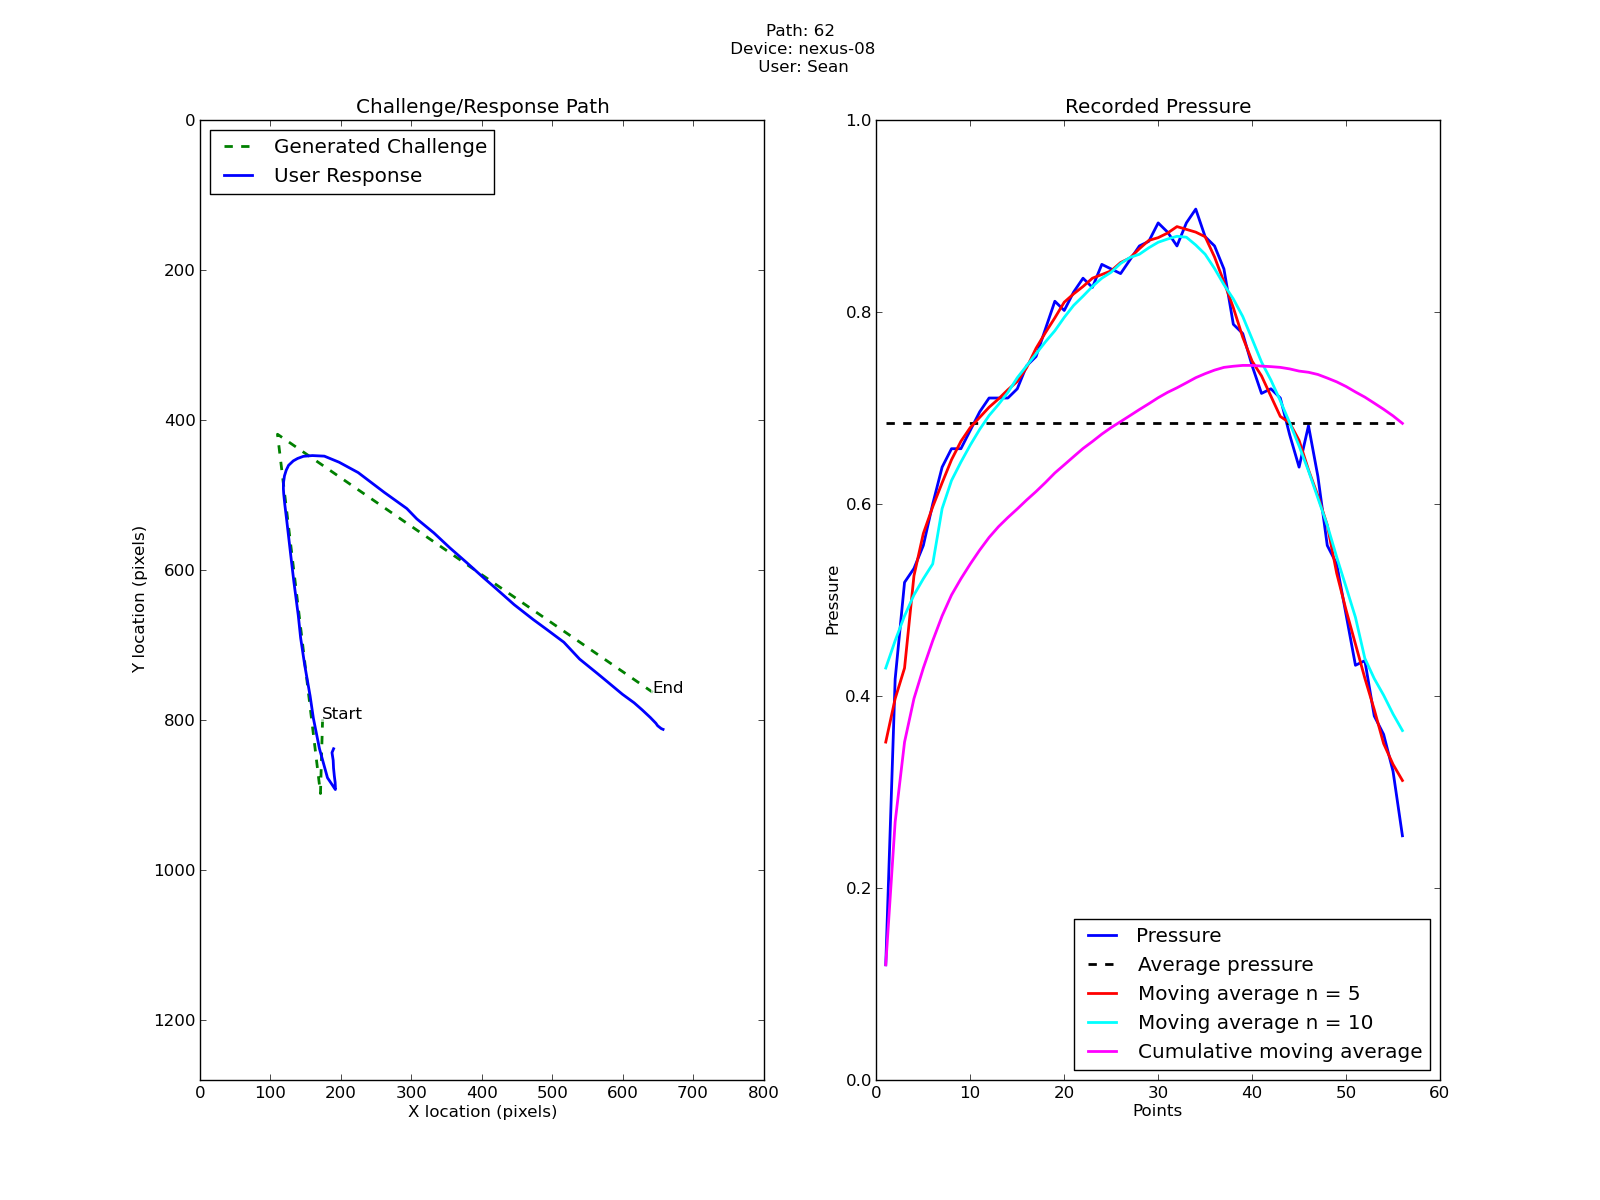 Path: 62
Device: nexus-08
User: Sean
Challenge/Response Path
Generated Challenge
User Response
0
200
400
600
800
1000
1200
Y location (pixels)
Start
End
0 100 200 300 400 500 600 700 800
X location (pixels)
Recorded Pressure
1.0
0.8
0.6
0.4
0.2
0.0
Pressure
Pressure
Average pressure
Moving average n = 5
Moving average n = 10
Cumulative moving average
0 10 20 30 40 50 60
Points